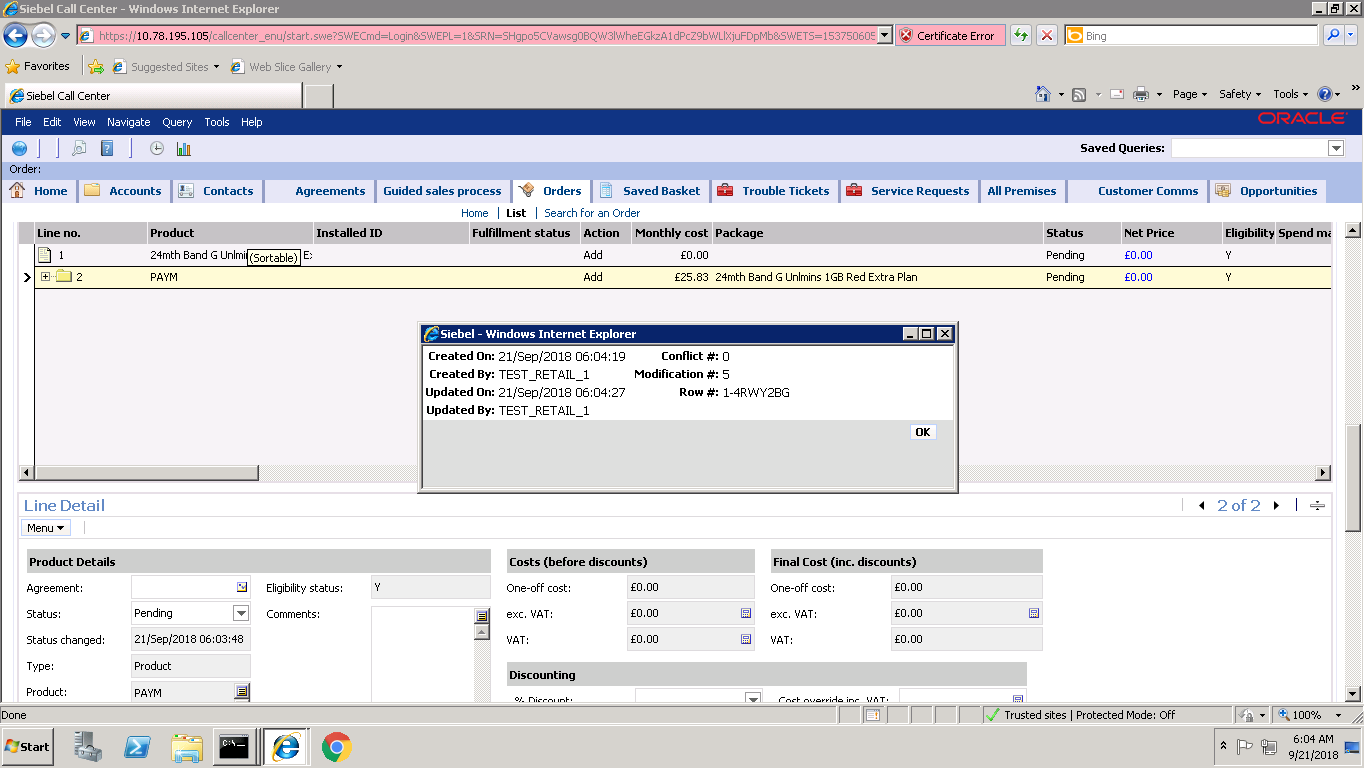 Siebel Call Center - Windows Internet Explorer
https://10.78.195.105/callcenter_enu/start.swe?SWECmd=Login&SWEPL=1&SRN=
Certificate Error
Bing
Favorites
Suggested Sites
Web Slice Gallery
Siebel Call Center
Page
Safety
Tools
File Edit View Navigate Query Tools Help
ORACLE
Saved Queries:
Order:
Home Accounts Contacts Agreements Guided sales process Orders Saved Basket Trouble Tickets Service Requests All Premises Customer Comms Opportunities
Home | List | Search for an Order
Line no. Product Installed ID Fulfillment status Action Monthly cost Package Status Net Price Eligibility Spend ma
1 24mth Band G Unlmi (Sortable) E: Add £0.00 Pending £0.00 Y
2 PAYM Add £25.83 24mth Band G Unlmins 1GB Red Extra Plan Pending £0.00 Y
Siebel - Windows Internet Explorer
Created On: 21/Sep/2018 06:04:19 Conflict #: 0
Created By: TEST_RETAIL_1 Modification #: 5
Updated On: 21/Sep/2018 06:04:27 Row #: 1-4RWY2BG
Updated By: TEST_RETAIL_1
OK
Line Detail
2 of 2
Menu
Product Details
Costs (before discounts)
Final Cost (inc. discounts)
Agreement: Eligibility status: Y One-off cost: £0.00 One-off cost: £0.00
Status: Pending Comments: exc. VAT: £0.00 exc. VAT: £0.00
Status changed: 21/Sep/2018 06:03:48 VAT: £0.00 VAT: £0.00
Type: Product
Discounting
Product: PAYM
% Discount: Cost override inc. VAT:
Done
Trusted sites | Protected Mode: Off
100%
Start
C:\.
6:04 AM
9/21/2018